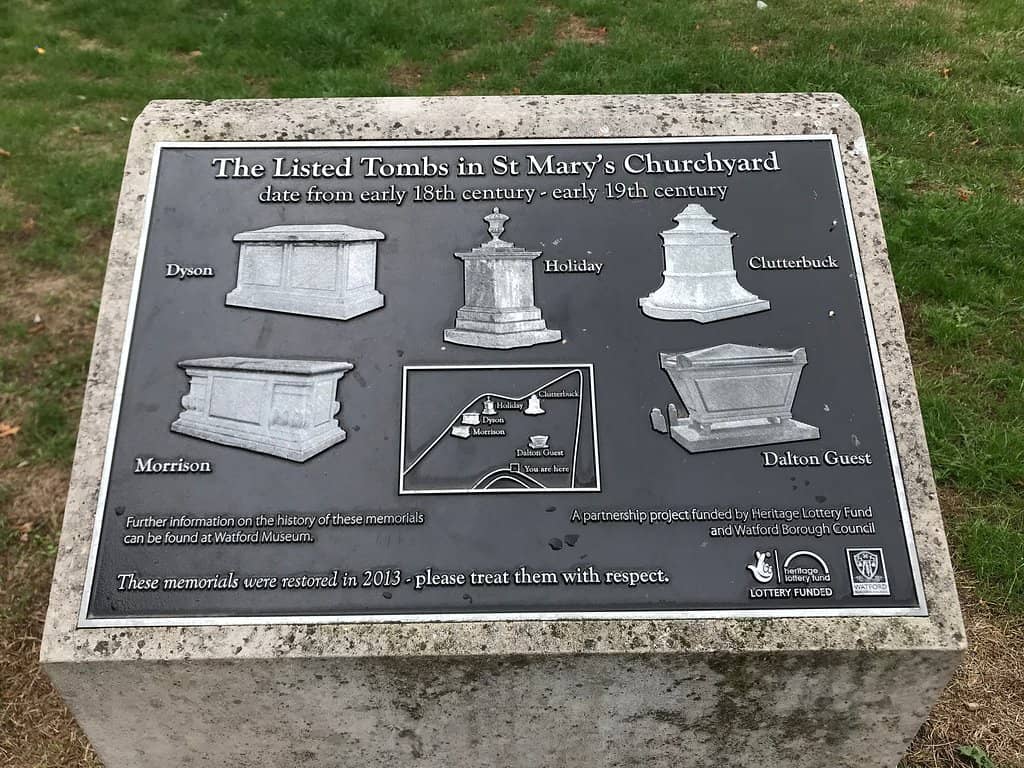 The Listed Tombs in St Mary's Churchyard
date from early 18th century - early 19th century
Dyson
Holiday
Clutterbuck
Morrison
Clutterbuck
Holiday
Dyson
Morrison
Dalton Guest
You are here
Dalton Guest
Further information on the history of these memorials
can be found at Watford Museum.
A partnership project funded by Heritage Lottery Fund
and Watford Borough Council
These memorials were restored in 2013 - please treat them with respect.
heritage
lottery fund
LOTTERY FUNDED
WATFORD